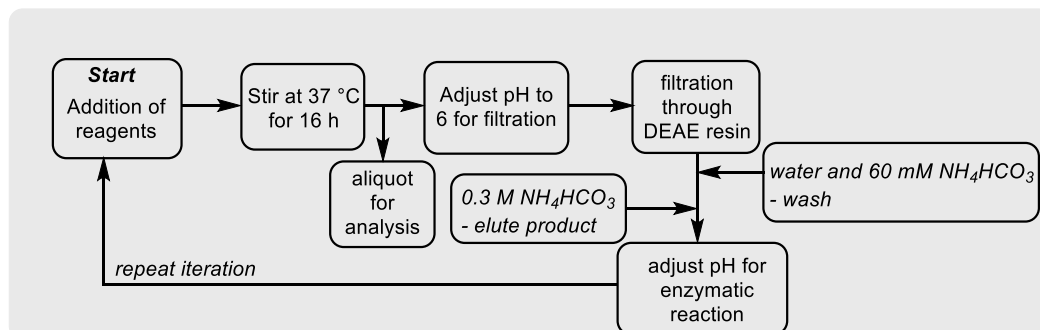 Start
Addition of
reagents
Stir at 37 °C
for 16 h
aliquot
for
analysis
Adjust pH to
6 for filtration
filtration
through
DEAE resin
water and 60 mM NH₄HCO₃
- wash
0.3 M NH₄HCO₃
- elute product
adjust pH for
enzymatic
reaction
repeat iteration